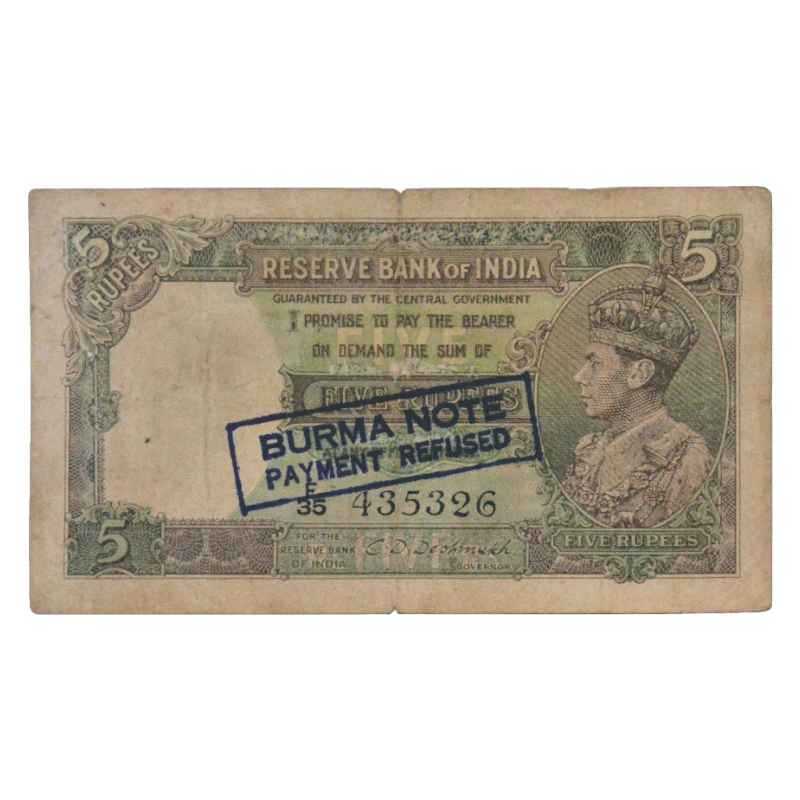 5
RUPEES
RESERVE BANK OF INDIA
5
GUARANTEED BY THE CENTRAL GOVERNMENT
I PROMISE TO PAY THE BEARER
ON DEMAND THE SUM OF
FIVE RUPEES
BURMA NOTE
PAYMENT REFUSED
F
35 435326
5
FOR THE
RESERVE BANK
OF INDIA
C. D. Deshmukh
GOVERNOR
FIVE RUPEES